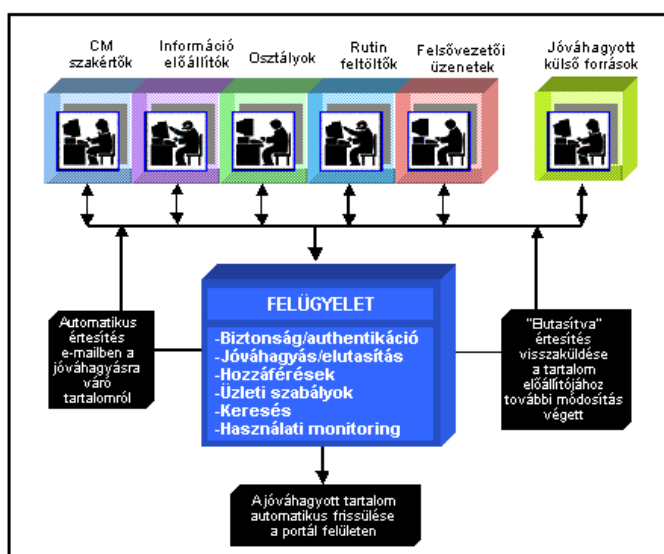 CM
szakértők
Információ
előállítók
Osztályok
Rutin
feltöltők
Felsővezetői
üzenetek
Jóváhagyott
külső források
FELÜGYELET
-Biztonság/authentikáció
-Jóváhagyás/elutasítás
-Hozzáférések
-Üzleti szabályok
-Keresés
-Használati monitoring
Automatikus
értesítés
e-mailben a
jóváhagyásra
váró
tartalomról
"Elutasítva"
értesítés
visszaküldése
a tartalom
előállítójához
további módosítás
végett
A jóváhagyott tartalom
automatikus frissülése
a portál felületen